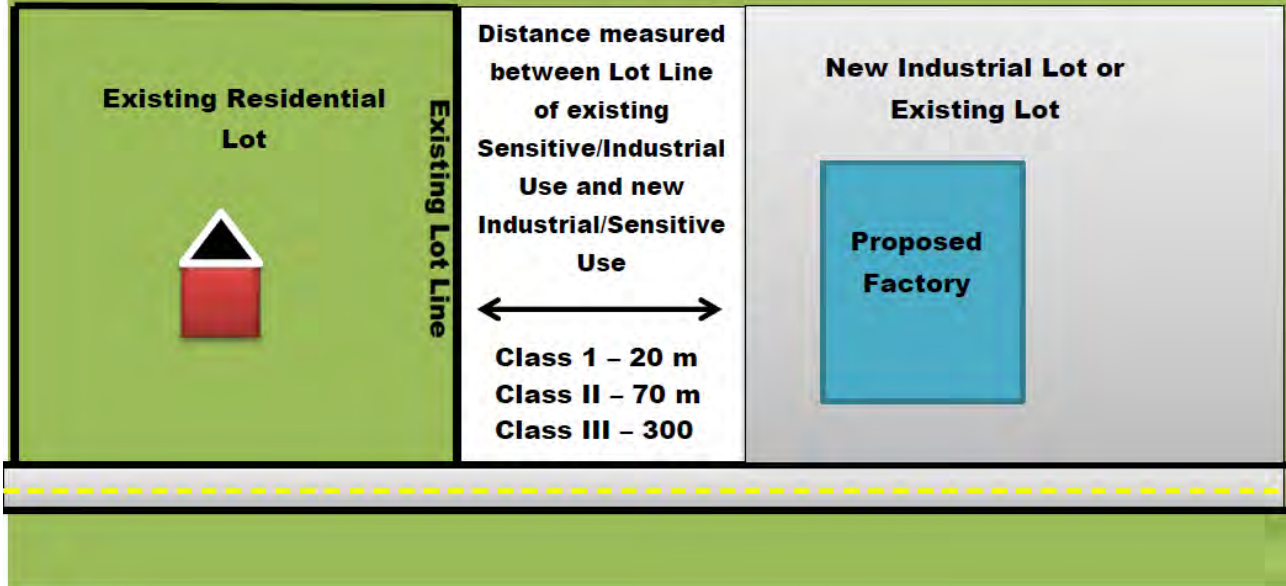 Existing Residential
Lot
Existing Lot Line
Distance measured
between Lot Line
of existing
Sensitive/Industrial
Use and new
Industrial/Sensitive
Use
Class 1 – 20 m
Class II – 70 m
Class III – 300
New Industrial Lot or
Existing Lot
Proposed
Factory